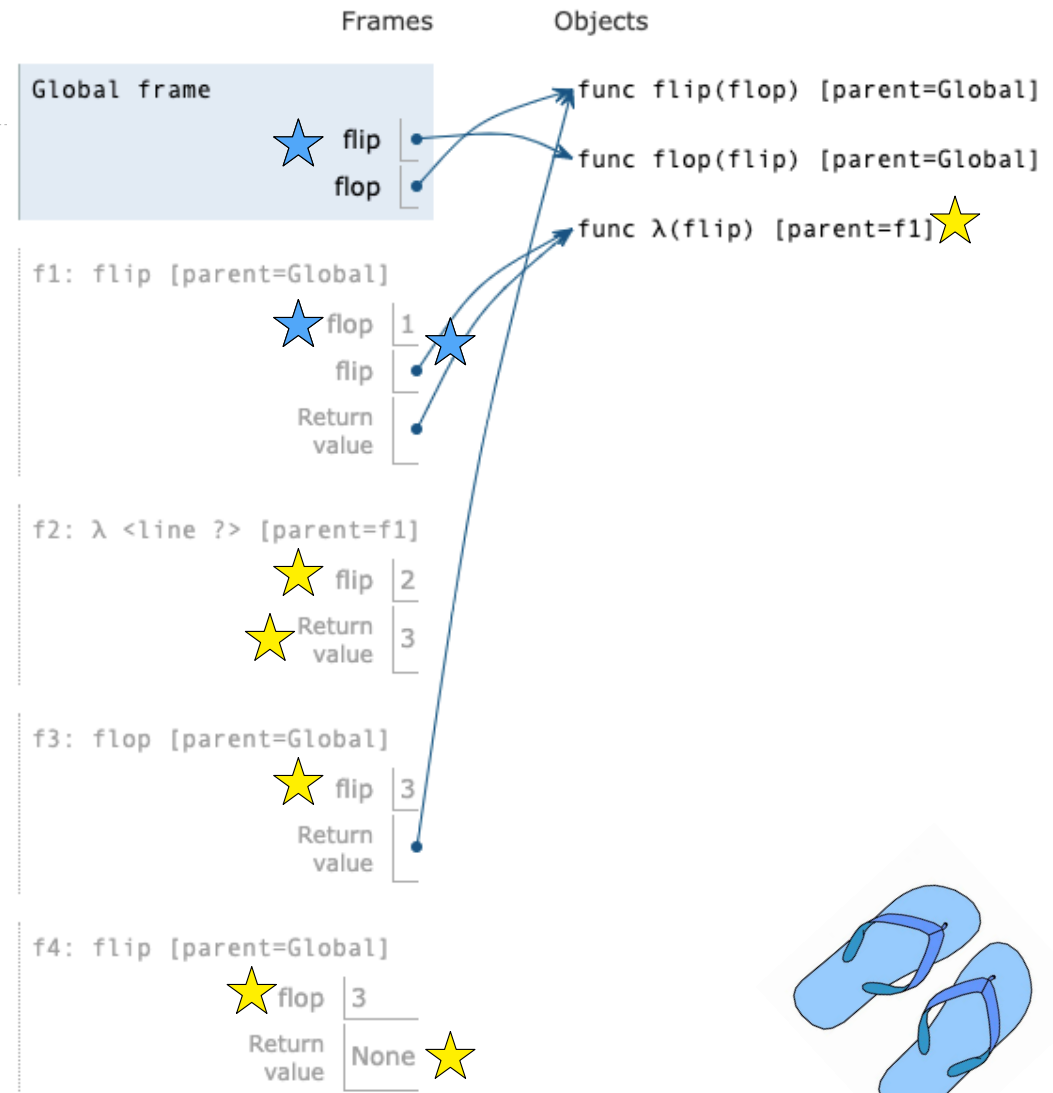 Frames Objects
Global frame
func flip(flop) [parent=Global]
flip
func flop(flip) [parent=Global]
flop
func λ(flip) [parent=f1]
f1: flip [parent=Global]
flop 1
flip
Return
value
f2: λ <line ?> [parent=f1]
flip 2
Return
value 3
f3: flop [parent=Global]
flip 3
Return
value
f4: flip [parent=Global]
flop 3
Return
value None